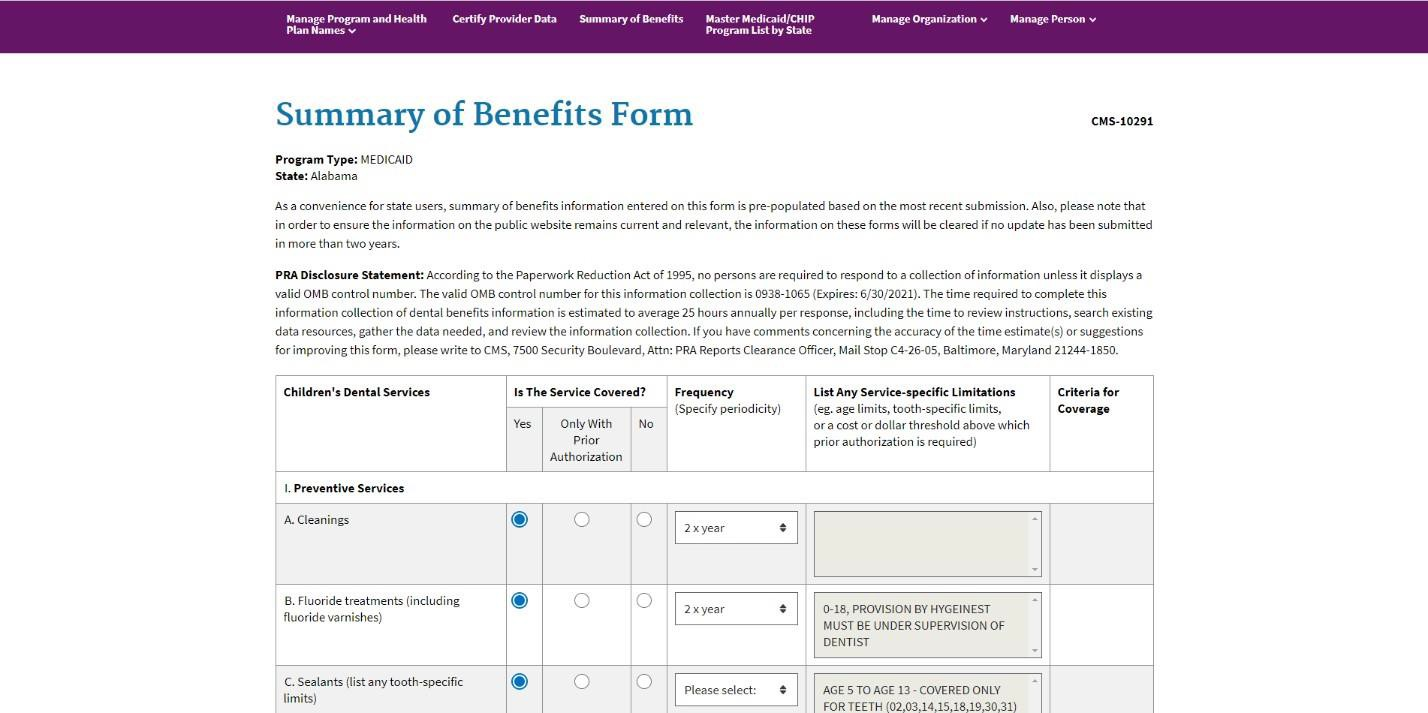 Manage Program and Health
Plan Names
Certify Provider Data
Summary of Benefits
Master Medicaid/CHIP
Program List by State
Manage Organization
Manage Person
Summary of Benefits Form
CMS-10291
Program Type: MEDICAID
State: Alabama
As a convenience for state users, summary of benefits information entered on this form is pre-populated based on the most recent submission. Also, please note that
in order to ensure the information on the public website remains current and relevant, the information on these forms will be cleared if no update has been submitted
in more than two years.
PRA Disclosure Statement: According to the Paperwork Reduction Act of 1995, no persons are required to respond to a collection of information unless it displays a
valid OMB control number. The valid OMB control number for this information collection is 0938-1065 (Expires: 6/30/2021). The time required to complete this
information collection of dental benefits information is estimated to average 25 hours annually per response, including the time to review instructions, search existing
data resources, gather the data needed, and review the information collection. If you have comments concerning the accuracy of the time estimate(s) or suggestions
for improving this form, please write to CMS, 7500 Security Boulevard, Attn: PRA Reports Clearance Officer, Mail Stop C4-26-05, Baltimore, Maryland 21244-1850.
Children's Dental Services
Is The Service Covered?
Yes
Only With
Prior
Authorization
No
Frequency
(Specify periodicity)
List Any Service-specific Limitations
(eg. age limits, tooth-specific limits,
or a cost or dollar threshold above which
prior authorization is required)
Criteria for
Coverage
I. Preventive Services
A. Cleanings
2 x year
B. Fluoride treatments (including
fluoride varnishes)
2 x year
0-18, PROVISION BY HYGEINEST
MUST BE UNDER SUPERVISION OF
DENTIST
C. Sealants (list any tooth-specific
limits)
Please select:
AGE 5 TO AGE 13 - COVERED ONLY
FOR TEETH (02,03,14,15,18,19,30,31)